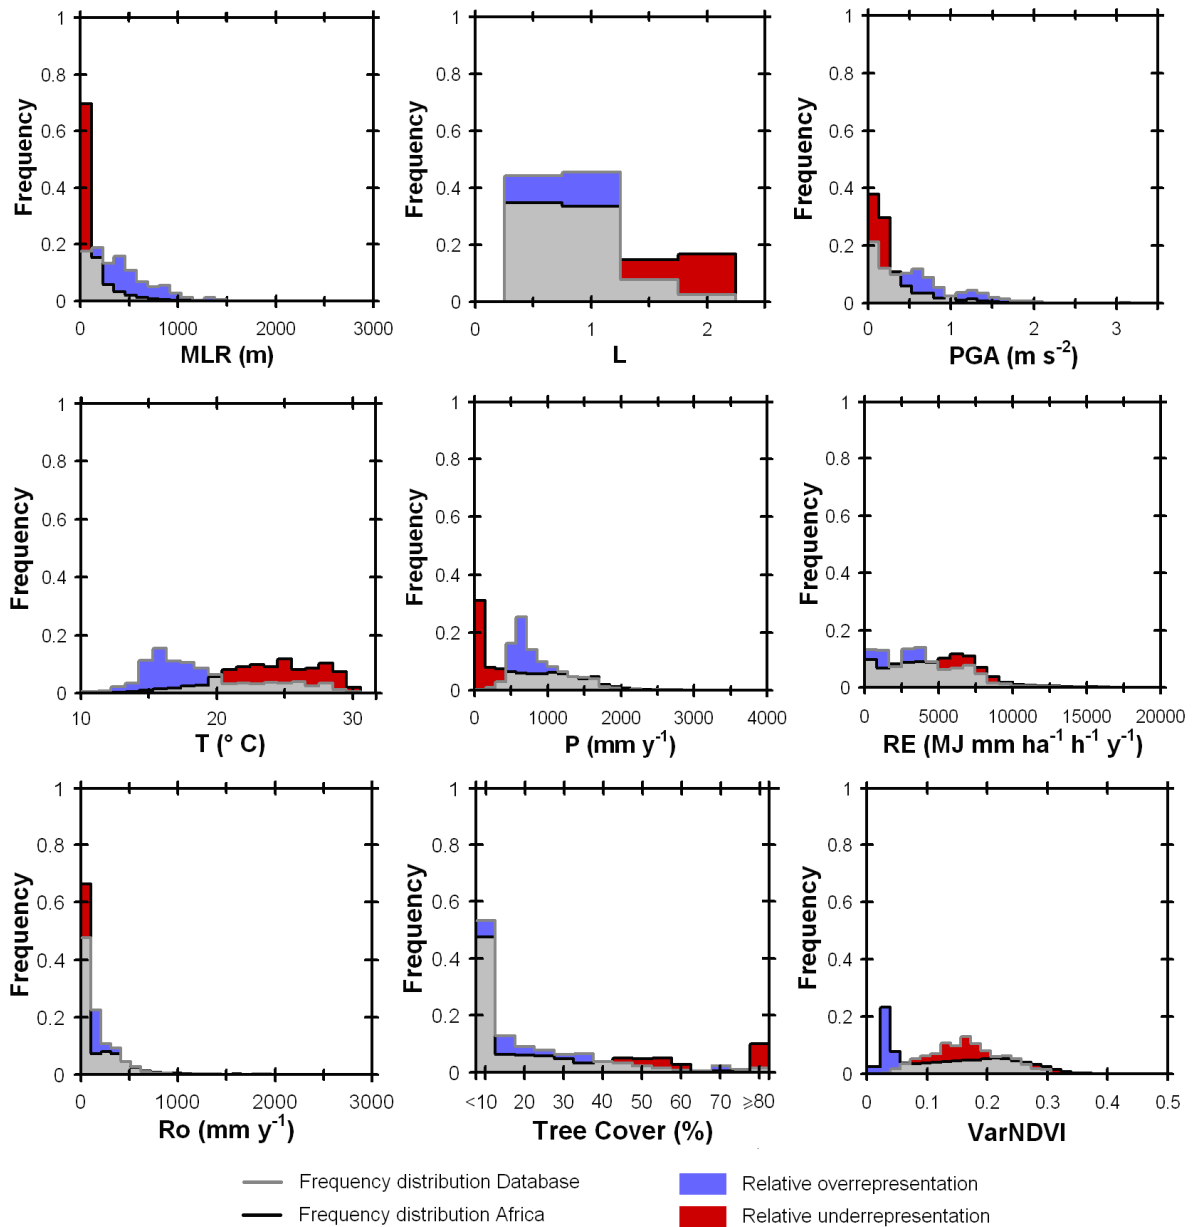 1
0.8
0.6
0.4
0.2
0
Frequency
0 1000 2000 3000
MLR (m)
1
0.8
0.6
0.4
0.2
0
Frequency
0 1 2
L
1
0.8
0.6
0.4
0.2
0
Frequency
0 1 2 3
PGA (m s⁻²)
1
0.8
0.6
0.4
0.2
0
Frequency
10 20 30
T (° C)
1
0.8
0.6
0.4
0.2
0
Frequency
0 1000 2000 3000 4000
P (mm y⁻¹)
1
0.8
0.6
0.4
0.2
0
Frequency
0 5000 10000 15000 20000
RE (MJ mm ha⁻¹ h⁻¹ y⁻¹)
1
0.8
0.6
0.4
0.2
0
Frequency
0 1000 2000 3000
Ro (mm y⁻¹)
1
0.8
0.6
0.4
0.2
0
Frequency
<10 20 30 40 50 60 70 ≥80
Tree Cover (%)
1
0.8
0.6
0.4
0.2
0
Frequency
0 0.1 0.2 0.3 0.4 0.5
VarNDVI
Frequency distribution Database
Frequency distribution Africa
Relative overrepresentation
Relative underrepresentation